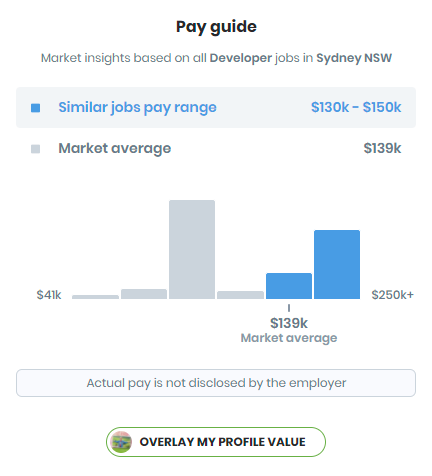 Pay guide
Market insights based on all Developer jobs in Sydney NSW
Similar jobs pay range $130k - $150k
Market average $139k
$41k $250k+
$139k
Market average
Actual pay is not disclosed by the employer
OVERLAY MY PROFILE VALUE